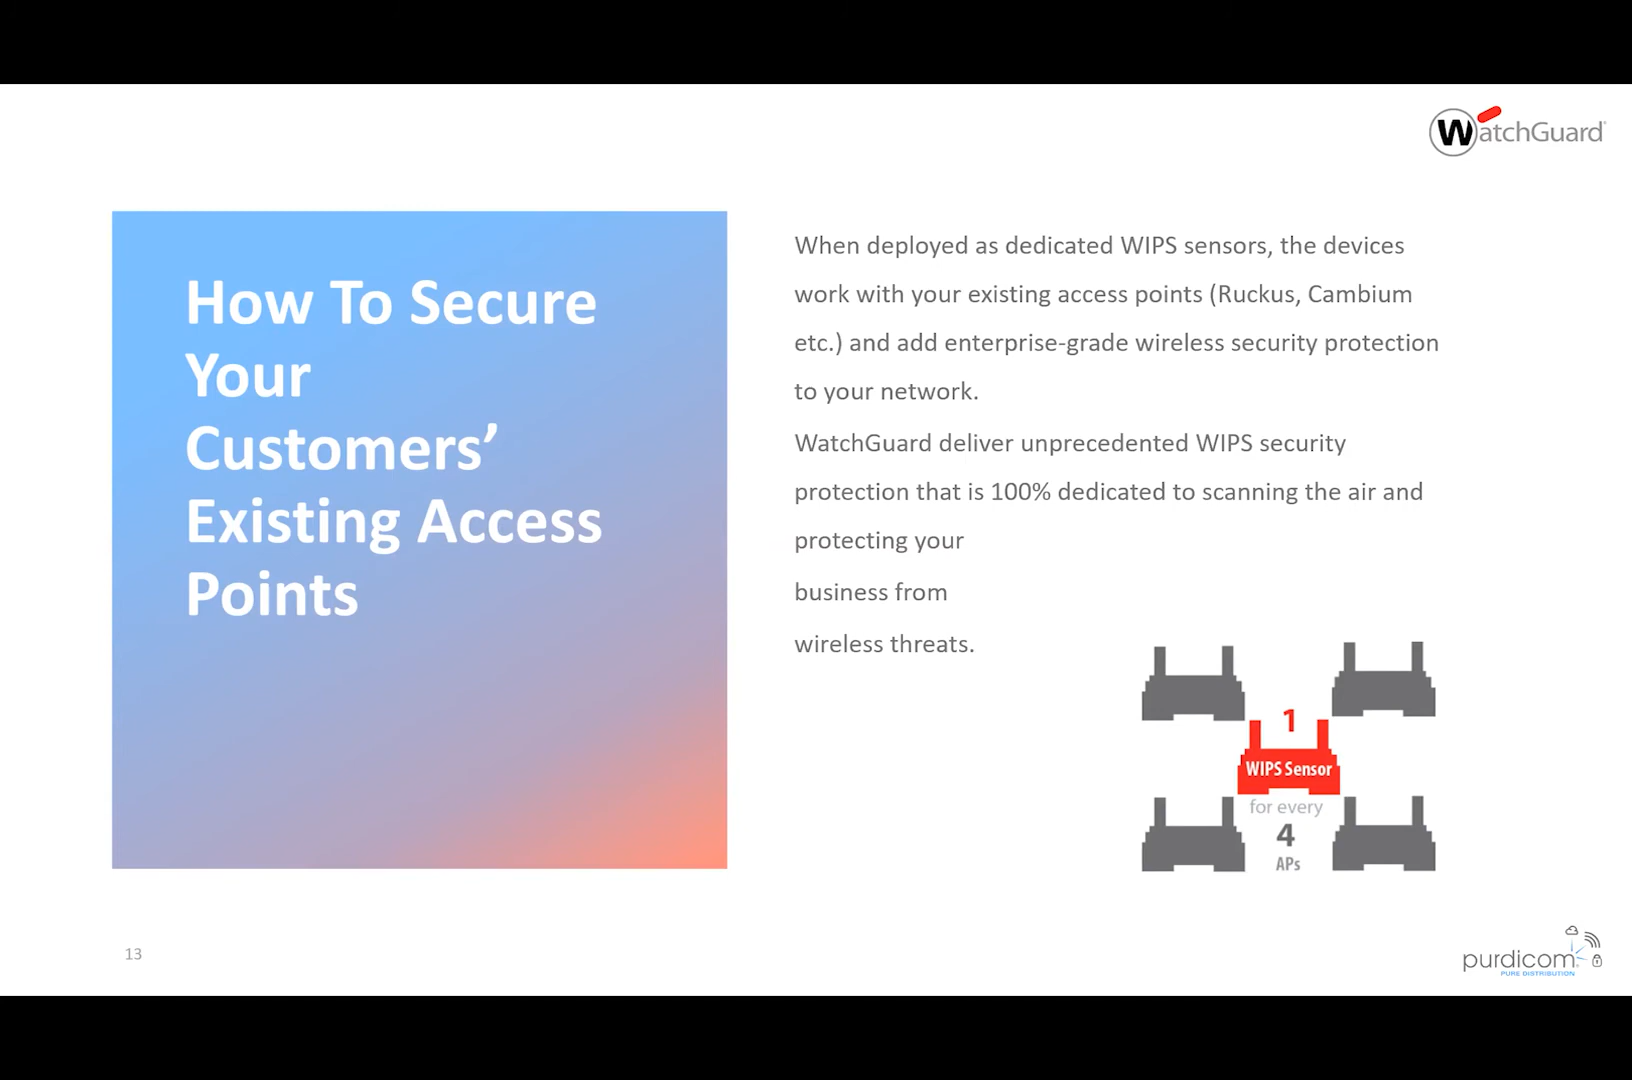 WatchGuard
How To Secure
Your
Customers’
Existing Access
Points
When deployed as dedicated WIPS sensors, the devices
work with your existing access points (Ruckus, Cambium
etc.) and add enterprise-grade wireless security protection
to your network.
WatchGuard deliver unprecedented WIPS security
protection that is 100% dedicated to scanning the air and
protecting your
business from
wireless threats.
1
WIPS Sensor
for every
4
APs
13
purdicom
PURE DISTRIBUTION